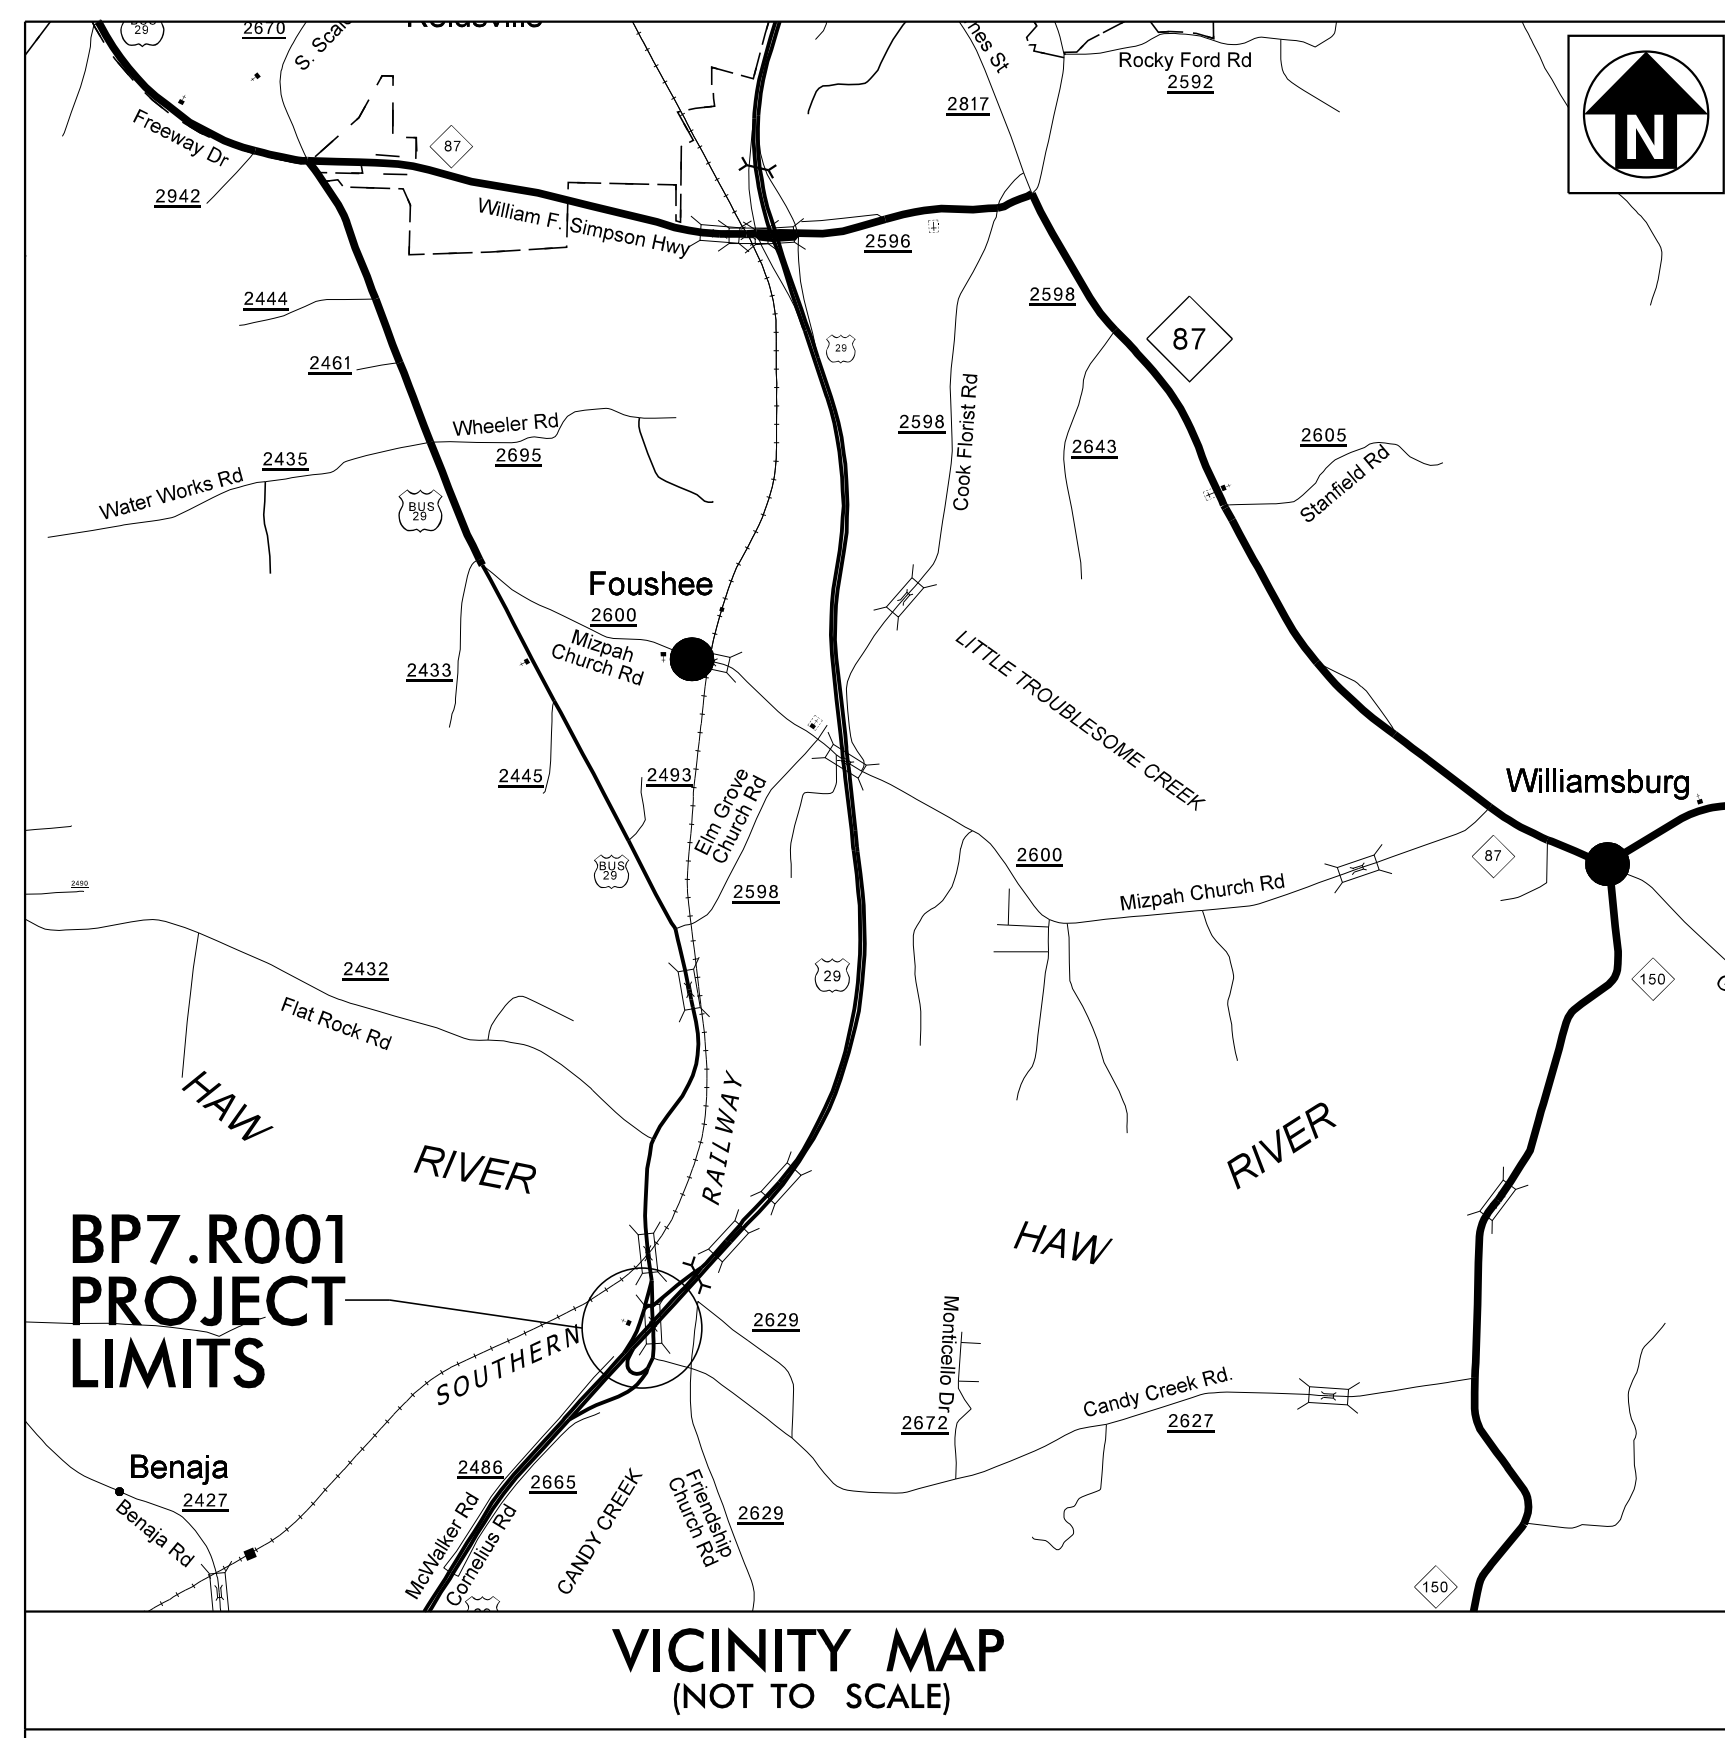 BUS
29
2670
S. Scale
Reidsville
Rocky Ford Rd
2592
2817
N
Freeway Dr
87
2942
William F. Simpson Hwy
2596
2444
2598
87
2461
29
Wheeler Rd
2695
2598
Cook Florist Rd
2643
2605
Stanfield Rd
2435
Water Works Rd
BUS
29
Foushee
2600
Mizpah
Church Rd
2433
LITTLE TROUBLESOME CREEK
2445
2493
Elm Grove
Church Rd
Williamsburg
2600
87
BUS
29
2490
2598
Mizpah Church Rd
2432
29
150
Flat Rock Rd
HAW
RIVER
RAILWAY
RIVER
HAW
BP7.R001
PROJECT
LIMITS
2629
Monticello Dr
SOUTHERN
Candy Creek Rd.
2672
2627
Benaja
2427
Benaja Rd
2486
2665
McWalker Rd
Cornelius Rd
CANDY CREEK
Friendship
Church Rd
2629
150
VICINITY MAP
(NOT TO SCALE)